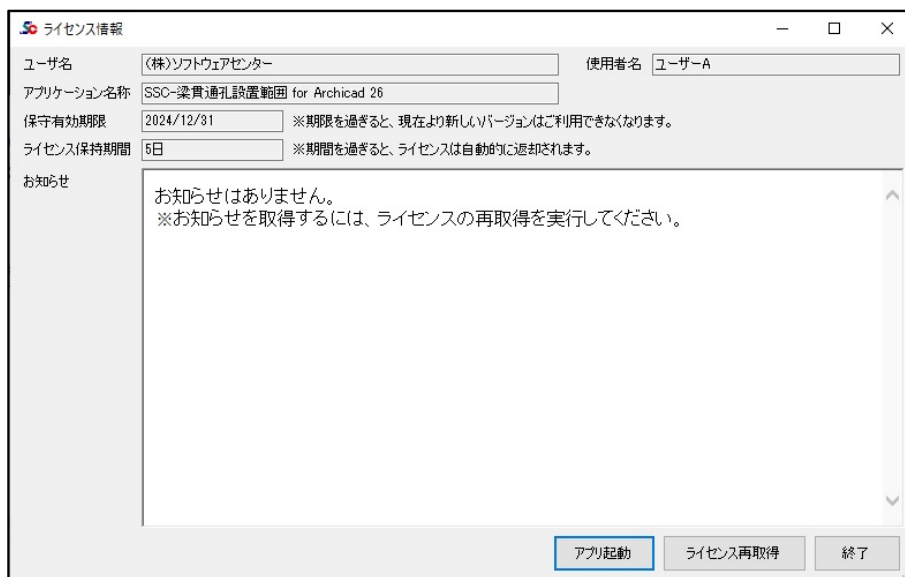 Sc ライセンス情報
ユーザ名 (株)ソフトウェアセンター 使用者名 ユーザーA
アプリケーション名称 SSC-梁貫通孔設置範囲 for Archicad 26
保守有効期限 2024/12/31 ※期限を過ぎると、現在より新しいバージョンはご利用できなくなります。
ライセンス保持期間 5日 ※期間を過ぎると、ライセンスは自動的に返却されます。
お知らせ
お知らせはありません。
※お知らせを取得するには、ライセンスの再取得を実行してください。
アプリ起動 ライセンス再取得 終了